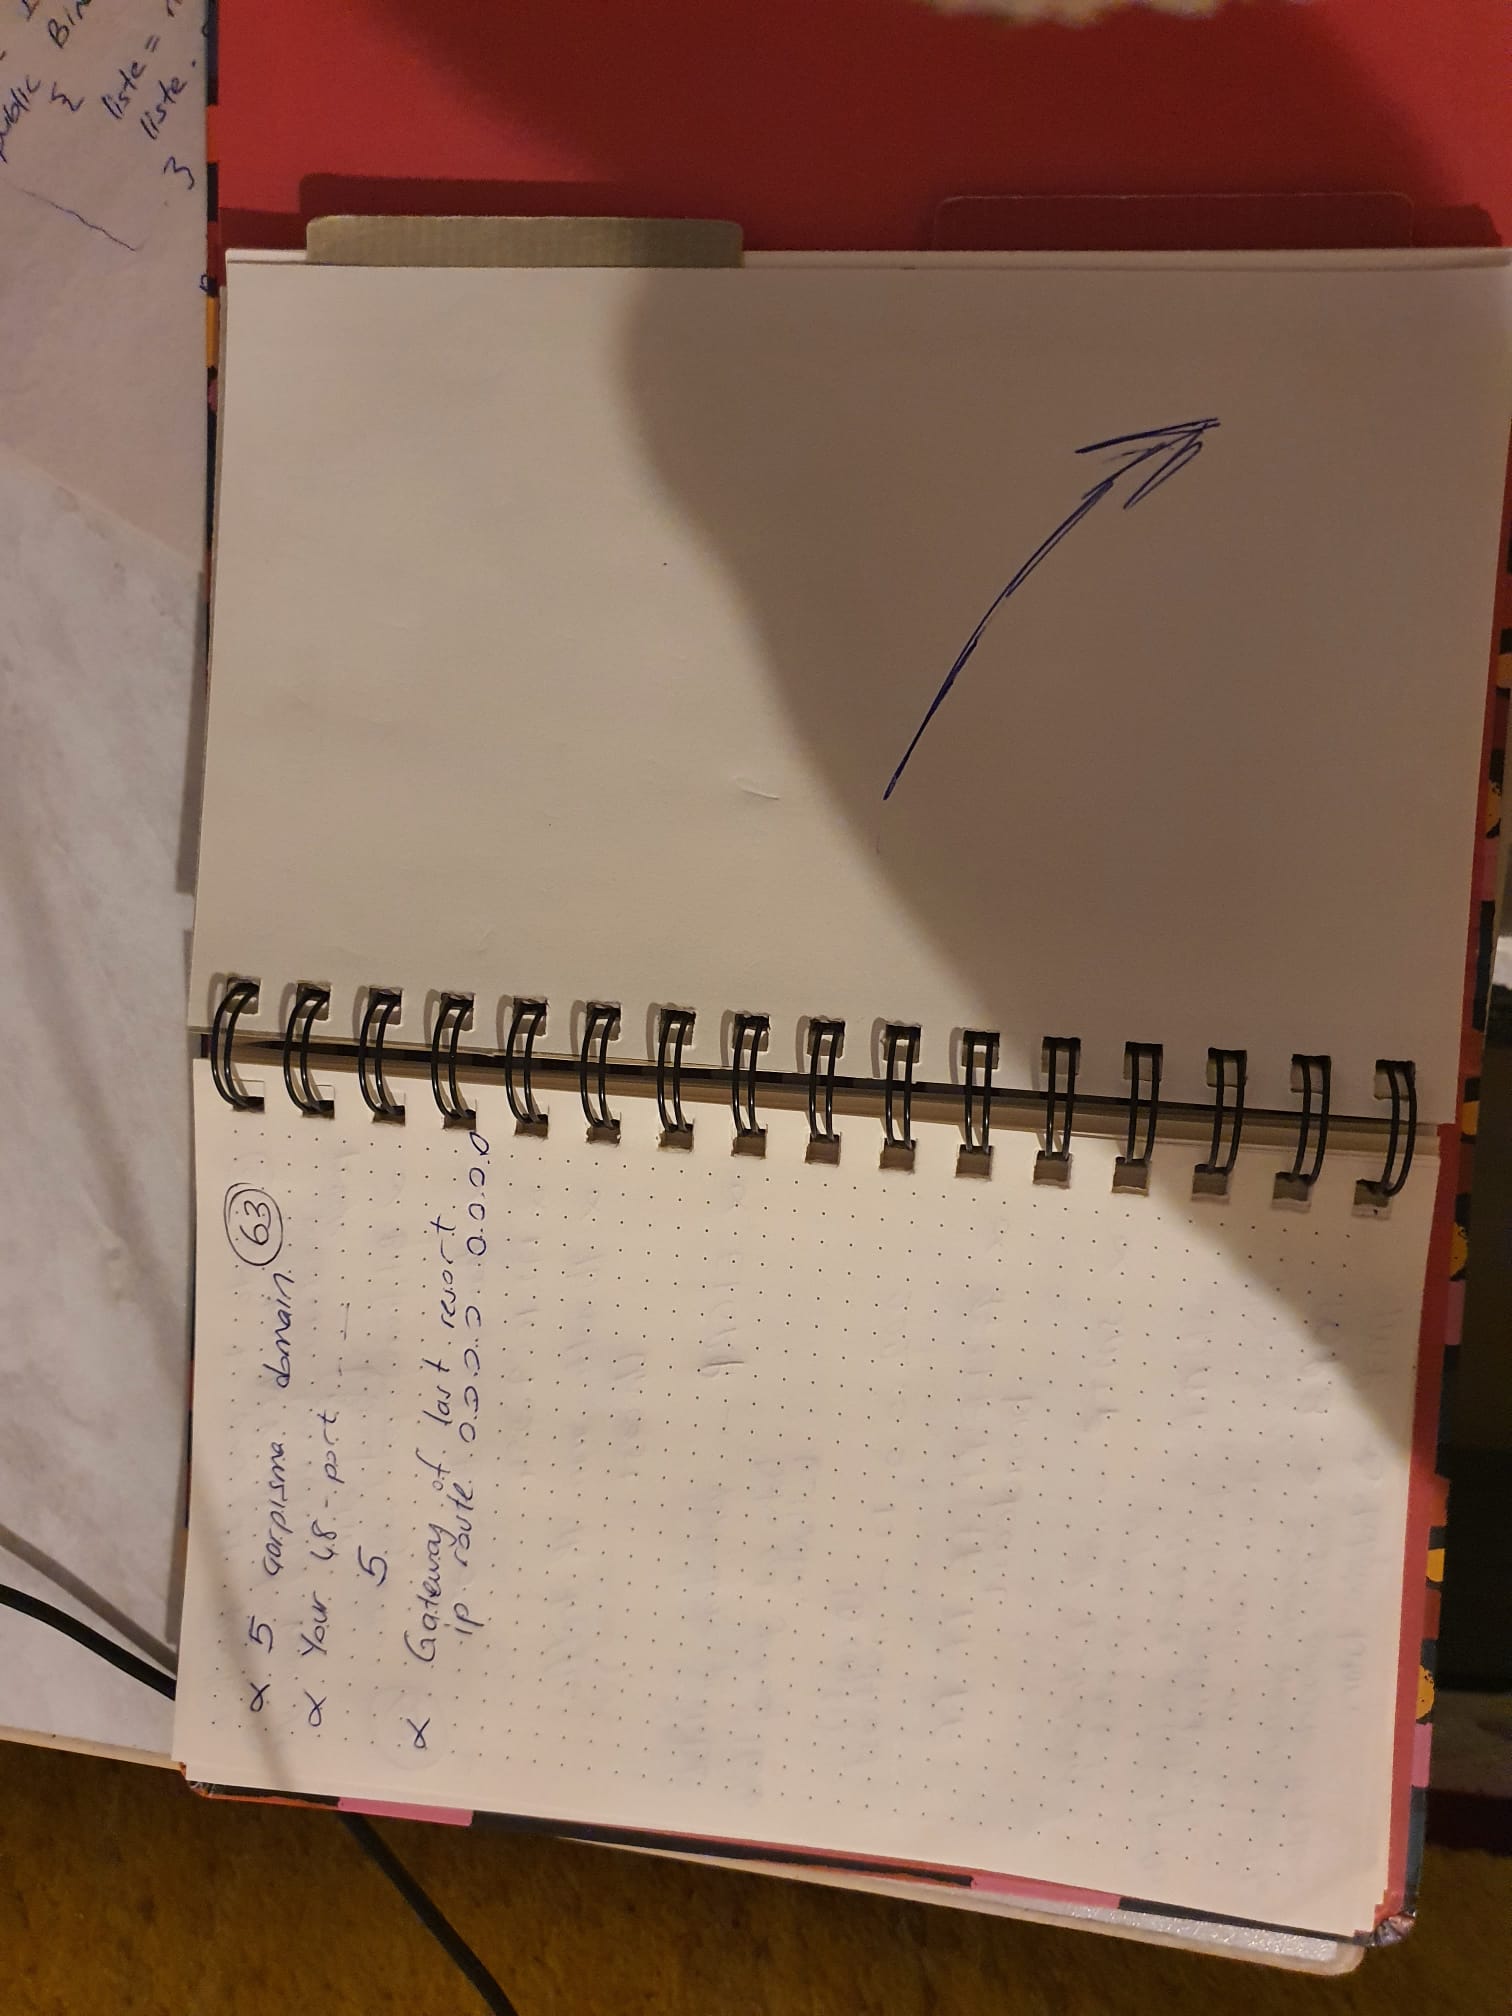 63
α 5 çarpışma domain
α Your 48-port ... __
5
α Gateway of last resort
ip route 0.0.0.0 0.0.0.0
public
{
liste =
liste.
}